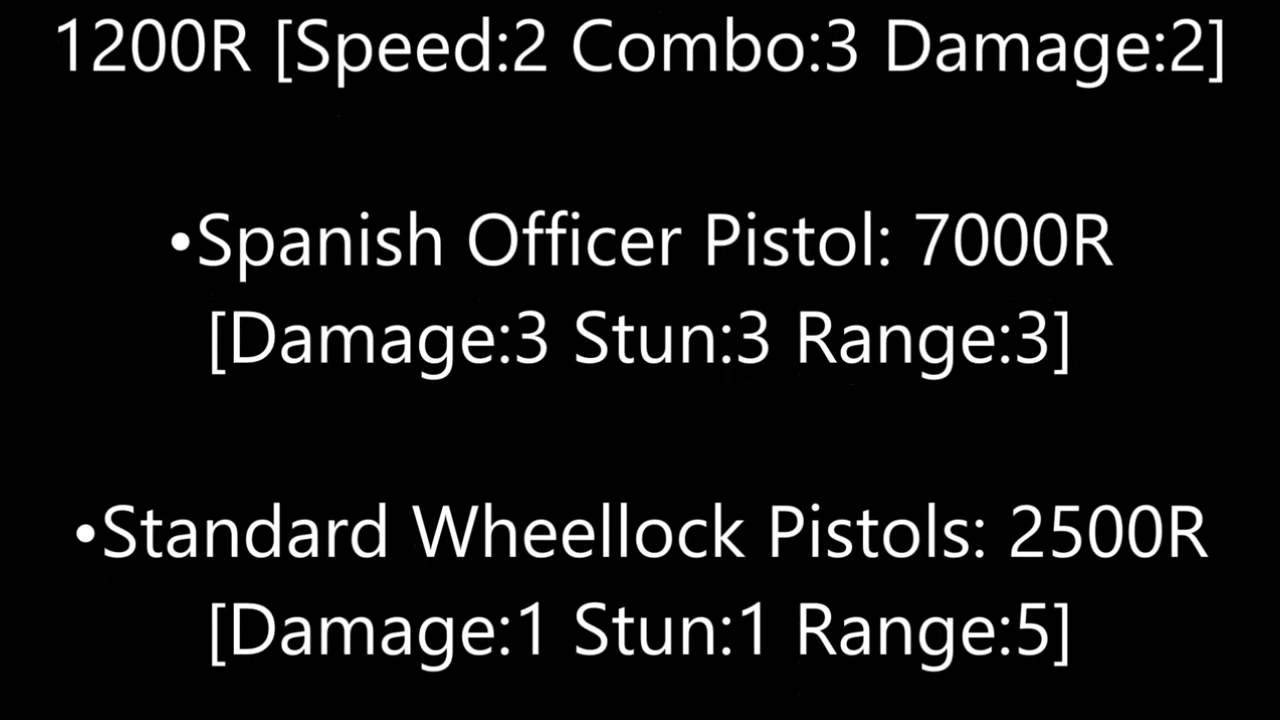 1200R [Speed:2 Combo:3 Damage:2]
•Spanish Officer Pistol: 7000R
[Damage:3 Stun:3 Range:3]
•Standard Wheellock Pistols: 2500R
[Damage:1 Stun:1 Range:5]